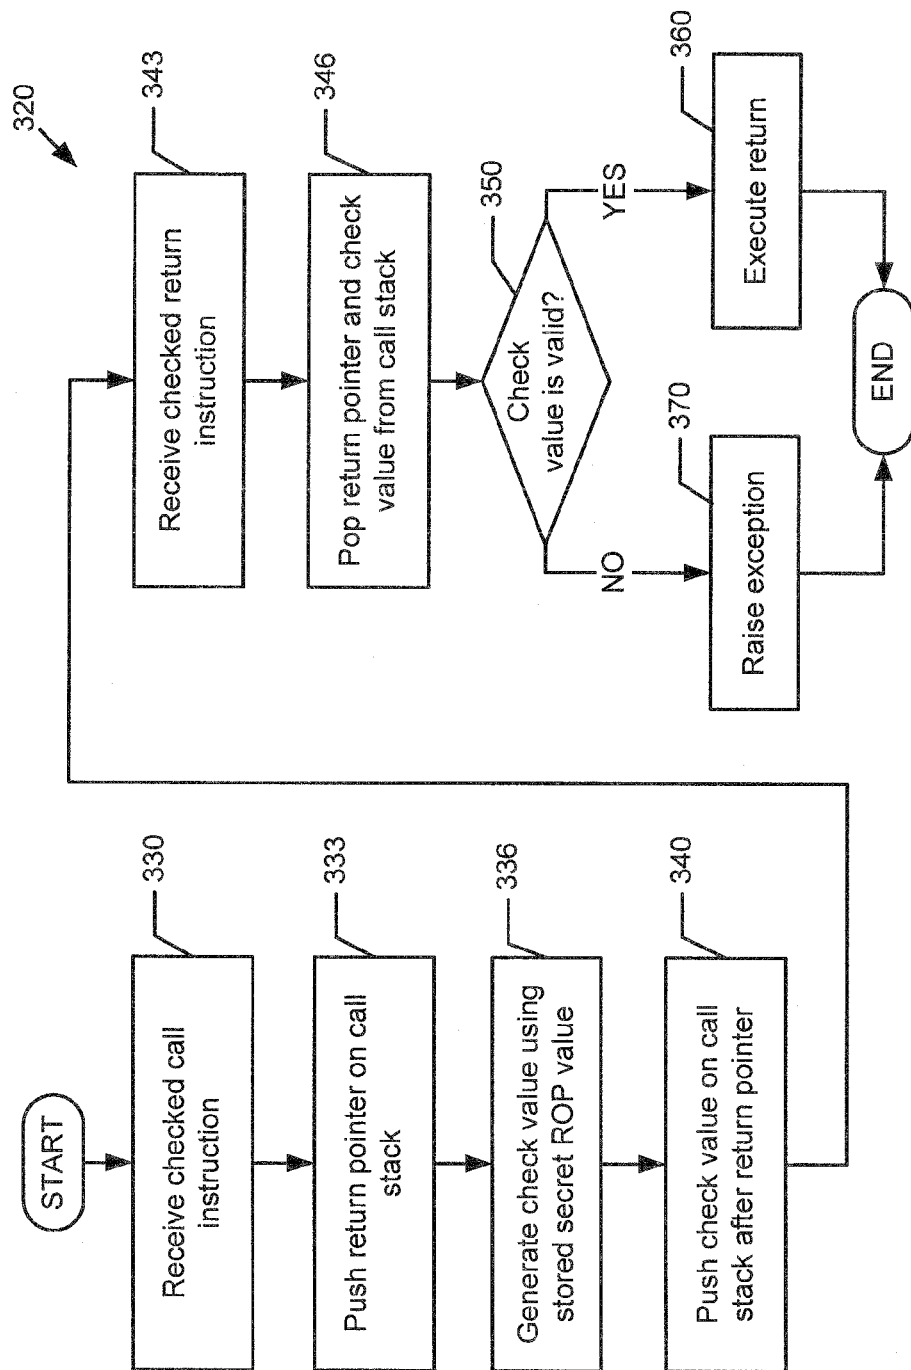 320
START
330
Receive checked call
instruction
333
Push return pointer on call
stack
336
Generate check value using
stored secret ROP value
340
Push check value on call
stack after return pointer
343
Receive checked return
instruction
346
Pop return pointer and check
value from call stack
350
Check
value is valid?
NO
YES
370
Raise exception
360
Execute return
END